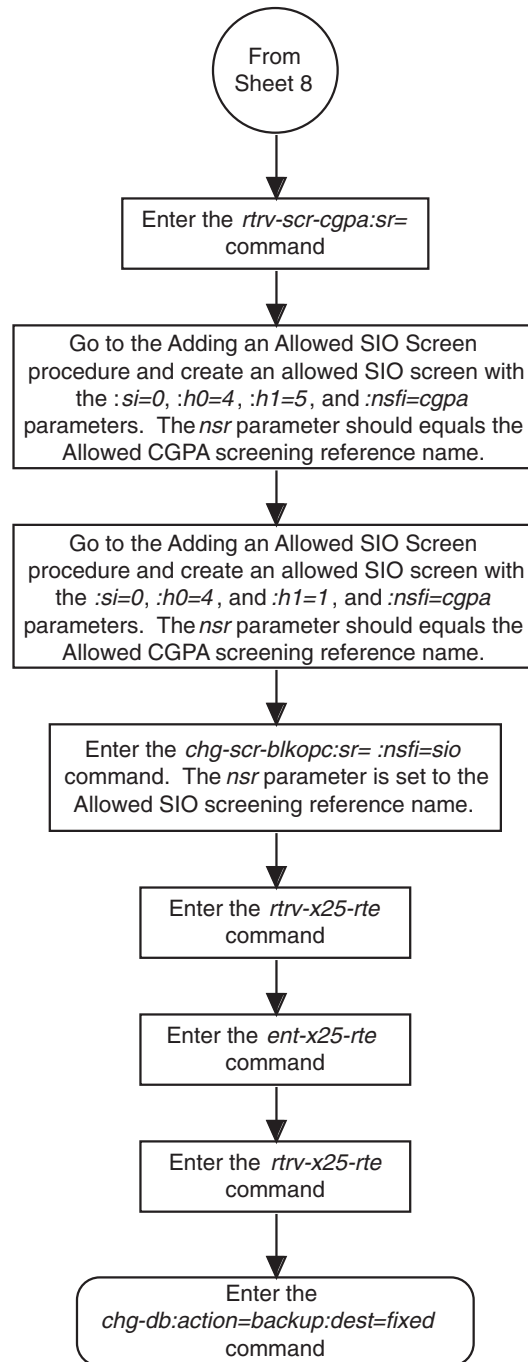 From
Sheet 8
Enter the rtrv-scr-cgpa:sr=
command
Go to the Adding an Allowed SIO Screen
procedure and create an allowed SIO screen with
the :si=0, :h0=4, :h1=5, and :nsfi=cgpa
parameters. The nsr parameter should equals the
Allowed CGPA screening reference name.
Go to the Adding an Allowed SIO Screen
procedure and create an allowed SIO screen with
the :si=0, :h0=4, and :h1=1, and :nsfi=cgpa
parameters. The nsr parameter should equals the
Allowed CGPA screening reference name.
Enter the chg-scr-blkopc:sr= :nsfi=sio
command. The nsr parameter is set to the
Allowed SIO screening reference name.
Enter the rtrv-x25-rte
command
Enter the ent-x25-rte
command
Enter the rtrv-x25-rte
command
Enter the
chg-db:action=backup:dest=fixed
command